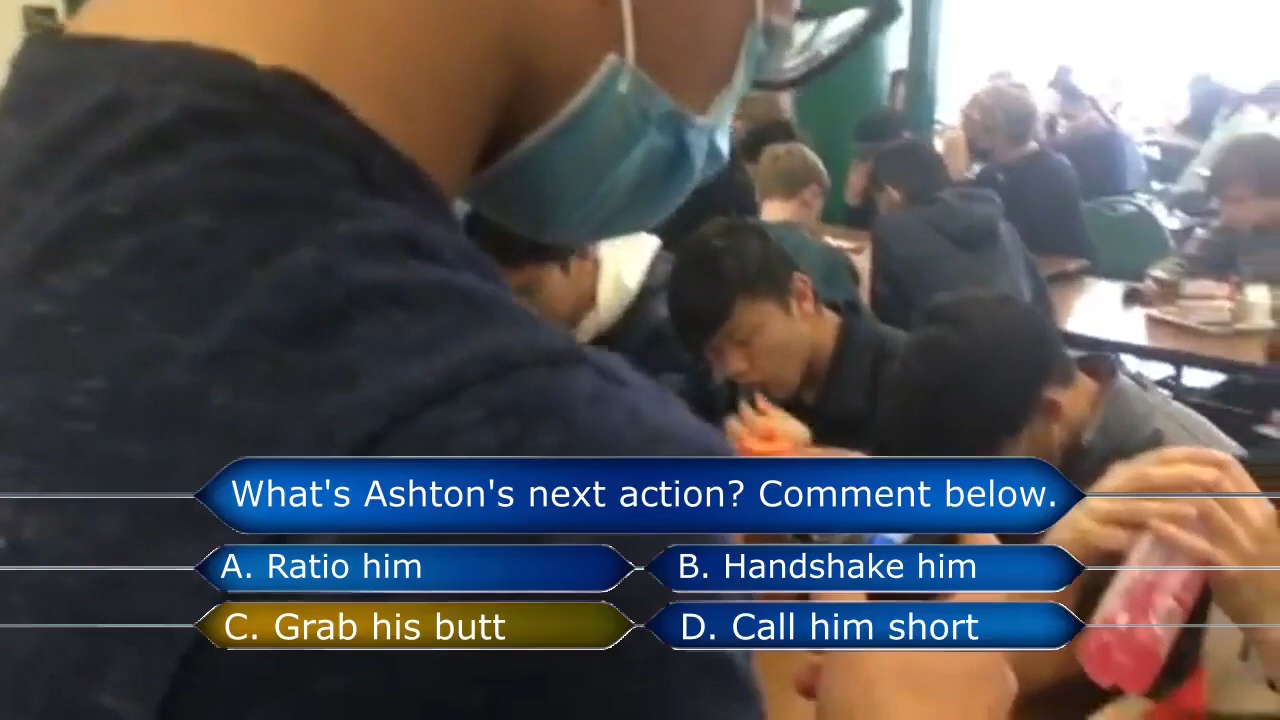 What's Ashton's next action? Comment below.
A. Ratio him
B. Handshake him
C. Grab his butt
D. Call him short